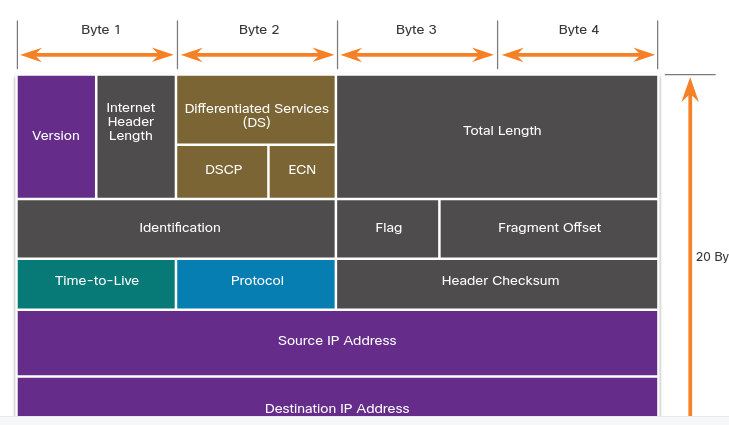 Byte 1
Byte 2
Byte 3
Byte 4
Version
Internet
Header
Length
Differentiated Services
(DS)
DSCP
ECN
Total Length
Identification
Flag
Fragment Offset
Time-to-Live
Protocol
Header Checksum
20 By
Source IP Address
Destination IP Address